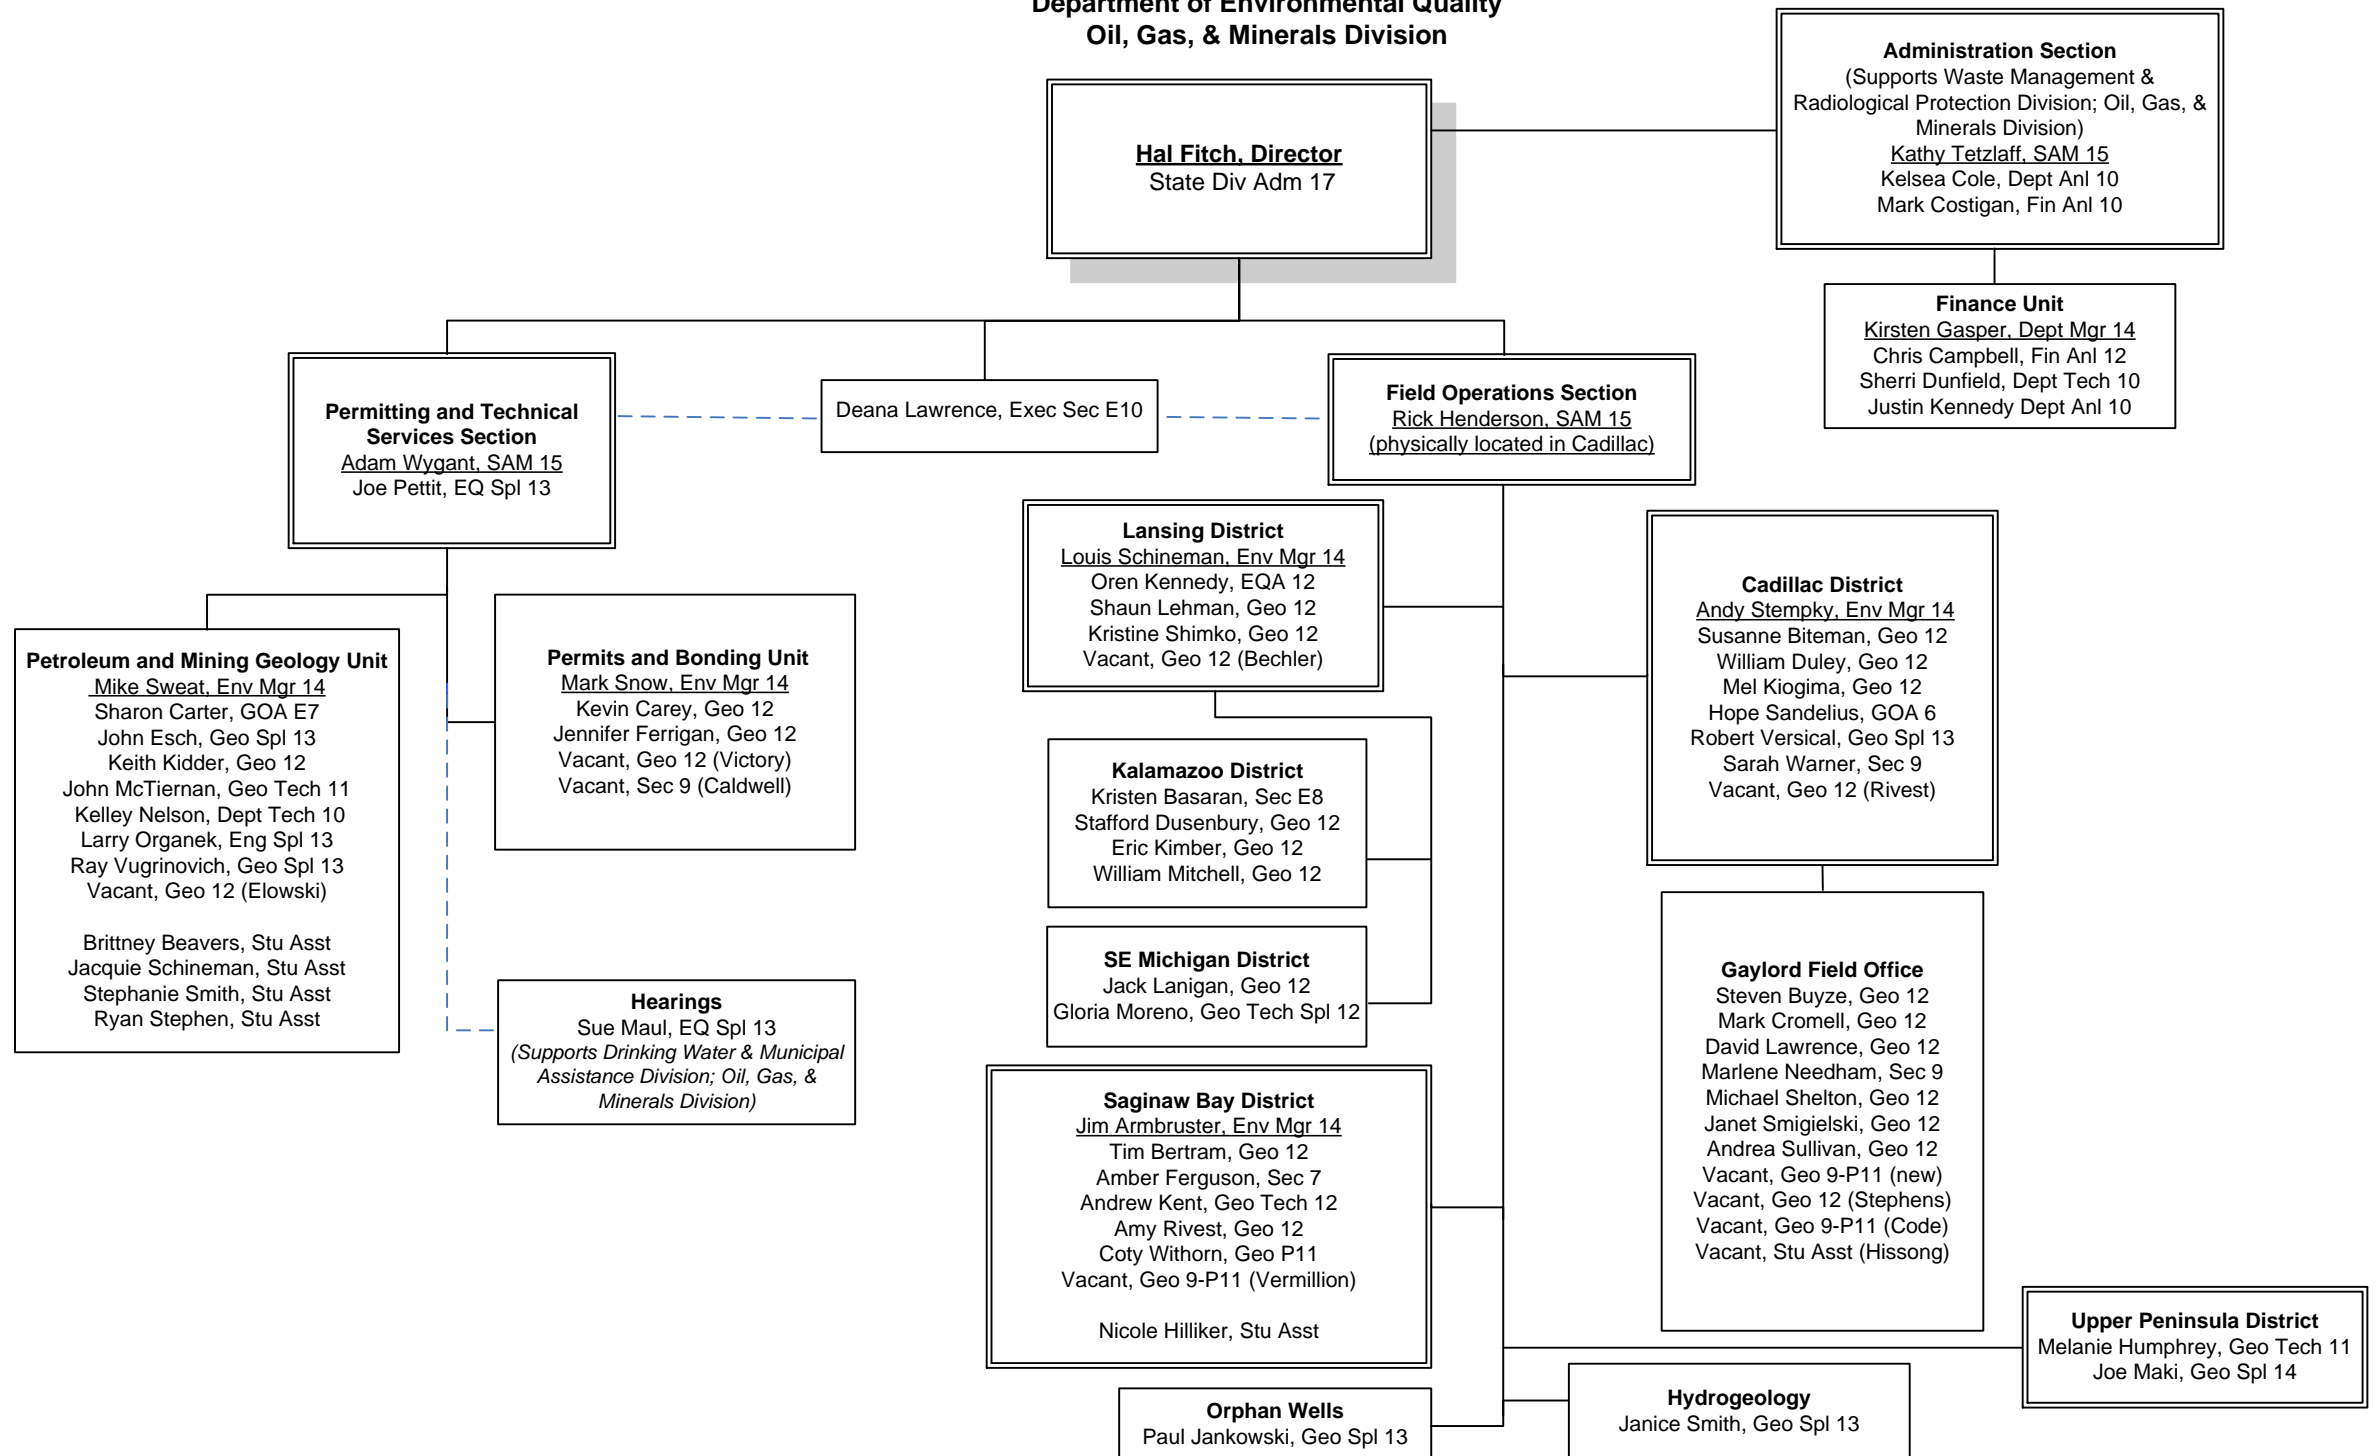 Department of Environmental Quality
Oil, Gas, & Minerals Division
Hal Fitch, Director
State Div Adm 17
Administration Section
(Supports Waste Management &
Radiological Protection Division; Oil, Gas, &
Minerals Division)
Kathy Tetzlaff, SAM 15
Kelsea Cole, Dept Anl 10
Mark Costigan, Fin Anl 10
Finance Unit
Kirsten Gasper, Dept Mgr 14
Chris Campbell, Fin Anl 12
Sherri Dunfield, Dept Tech 10
Justin Kennedy Dept Anl 10
Permitting and Technical
Services Section
Adam Wygant, SAM 15
Joe Pettit, EQ Spl 13
Deana Lawrence, Exec Sec E10
Field Operations Section
Rick Henderson, SAM 15
(physically located in Cadillac)
Petroleum and Mining Geology Unit
Mike Sweat, Env Mgr 14
Sharon Carter, GOA E7
John Esch, Geo Spl 13
Keith Kidder, Geo 12
John McTiernan, Geo Tech 11
Kelley Nelson, Dept Tech 10
Larry Organek, Eng Spl 13
Ray Vugrinovich, Geo Spl 13
Vacant, Geo 12 (Elowski)
Brittney Beavers, Stu Asst
Jacquie Schineman, Stu Asst
Stephanie Smith, Stu Asst
Ryan Stephen, Stu Asst
Permits and Bonding Unit
Mark Snow, Env Mgr 14
Kevin Carey, Geo 12
Jennifer Ferrigan, Geo 12
Vacant, Geo 12 (Victory)
Vacant, Sec 9 (Caldwell)
Hearings
Sue Maul, EQ Spl 13
(Supports Drinking Water & Municipal
Assistance Division; Oil, Gas, &
Minerals Division)
Lansing District
Louis Schineman, Env Mgr 14
Oren Kennedy, EQA 12
Shaun Lehman, Geo 12
Kristine Shimko, Geo 12
Vacant, Geo 12 (Bechler)
Kalamazoo District
Kristen Basaran, Sec E8
Stafford Dusenbury, Geo 12
Eric Kimber, Geo 12
William Mitchell, Geo 12
SE Michigan District
Jack Lanigan, Geo 12
Gloria Moreno, Geo Tech Spl 12
Saginaw Bay District
Jim Armbruster, Env Mgr 14
Tim Bertram, Geo 12
Amber Ferguson, Sec 7
Andrew Kent, Geo Tech 12
Amy Rivest, Geo 12
Coty Withorn, Geo P11
Vacant, Geo 9-P11 (Vermillion)
Nicole Hilliker, Stu Asst
Orphan Wells
Paul Jankowski, Geo Spl 13
Cadillac District
Andy Stempky, Env Mgr 14
Susanne Biteman, Geo 12
William Duley, Geo 12
Mel Kiogima, Geo 12
Hope Sandelius, GOA 6
Robert Versical, Geo Spl 13
Sarah Warner, Sec 9
Vacant, Geo 12 (Rivest)
Gaylord Field Office
Steven Buyze, Geo 12
Mark Cromell, Geo 12
David Lawrence, Geo 12
Marlene Needham, Sec 9
Michael Shelton, Geo 12
Janet Smigielski, Geo 12
Andrea Sullivan, Geo 12
Vacant, Geo 9-P11 (new)
Vacant, Geo 12 (Stephens)
Vacant, Geo 9-P11 (Code)
Vacant, Stu Asst (Hissong)
Upper Peninsula District
Melanie Humphrey, Geo Tech 11
Joe Maki, Geo Spl 14
Hydrogeology
Janice Smith, Geo Spl 13